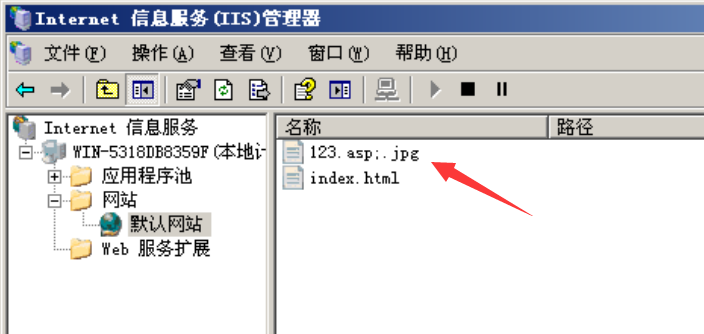 Internet 信息服务(IIS)管理器
文件(F) 操作(A) 查看(V) 窗口(W) 帮助(H)
Internet 信息服务
WIN-5318DB8359F(本地计
应用程序池
网站
默认网站
Web 服务扩展
名称 路径
123.asp;.jpg
index.html